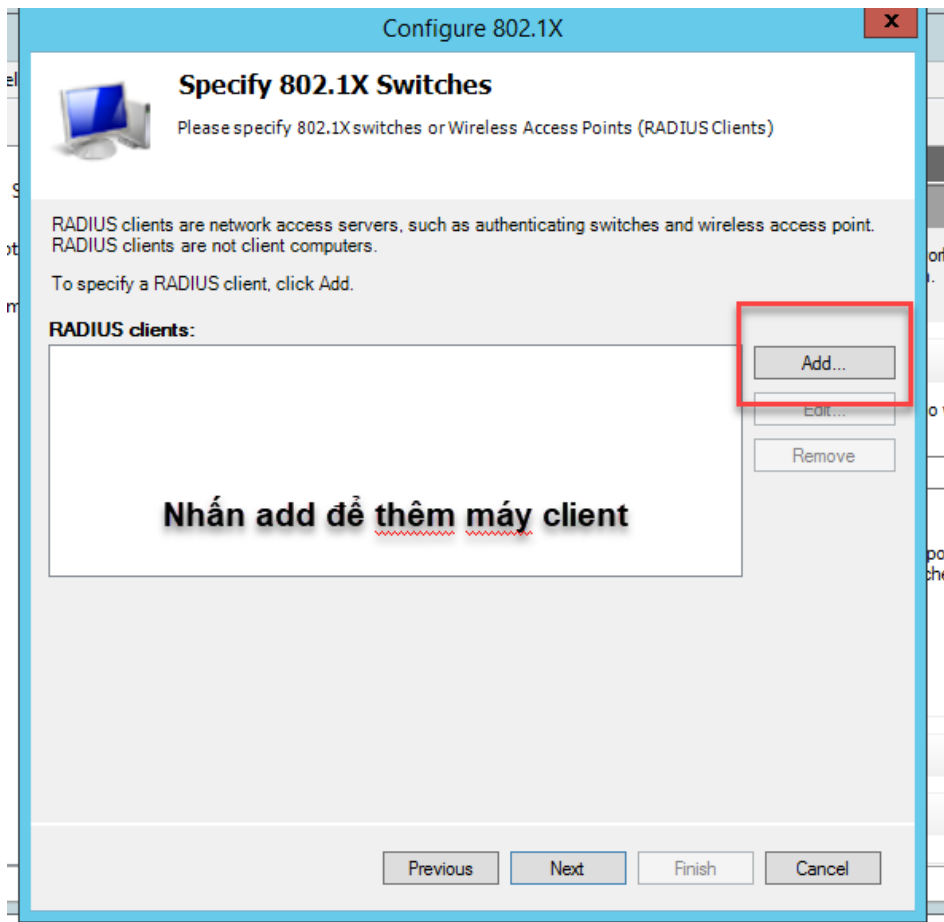 Configure 802.1X
x
Specify 802.1X Switches
Please specify 802.1X switches or Wireless Access Points (RADIUS Clients)
RADIUS clients are network access servers, such as authenticating switches and wireless access point.
RADIUS clients are not client computers.
To specify a RADIUS client, click Add.
RADIUS clients:
Add...
Edit...
Remove
Nhấn add để thêm máy client
Previous
Next
Finish
Cancel